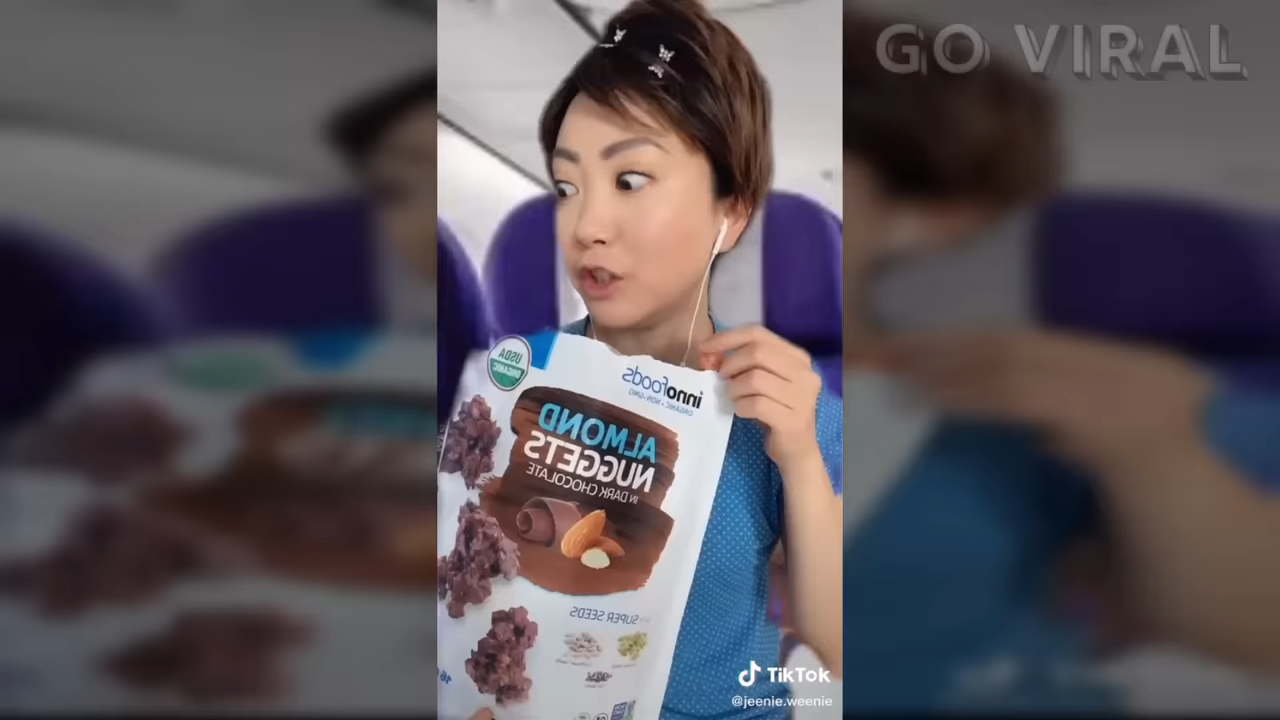 GO VIRAL
USDA
ORGANIC
innofoods
ORGANIC • NON-GMO
ALMOND
NUGGETS
IN DARK CHOCOLATE
SUPER SEEDS
TikTok
@jeenie.weenie